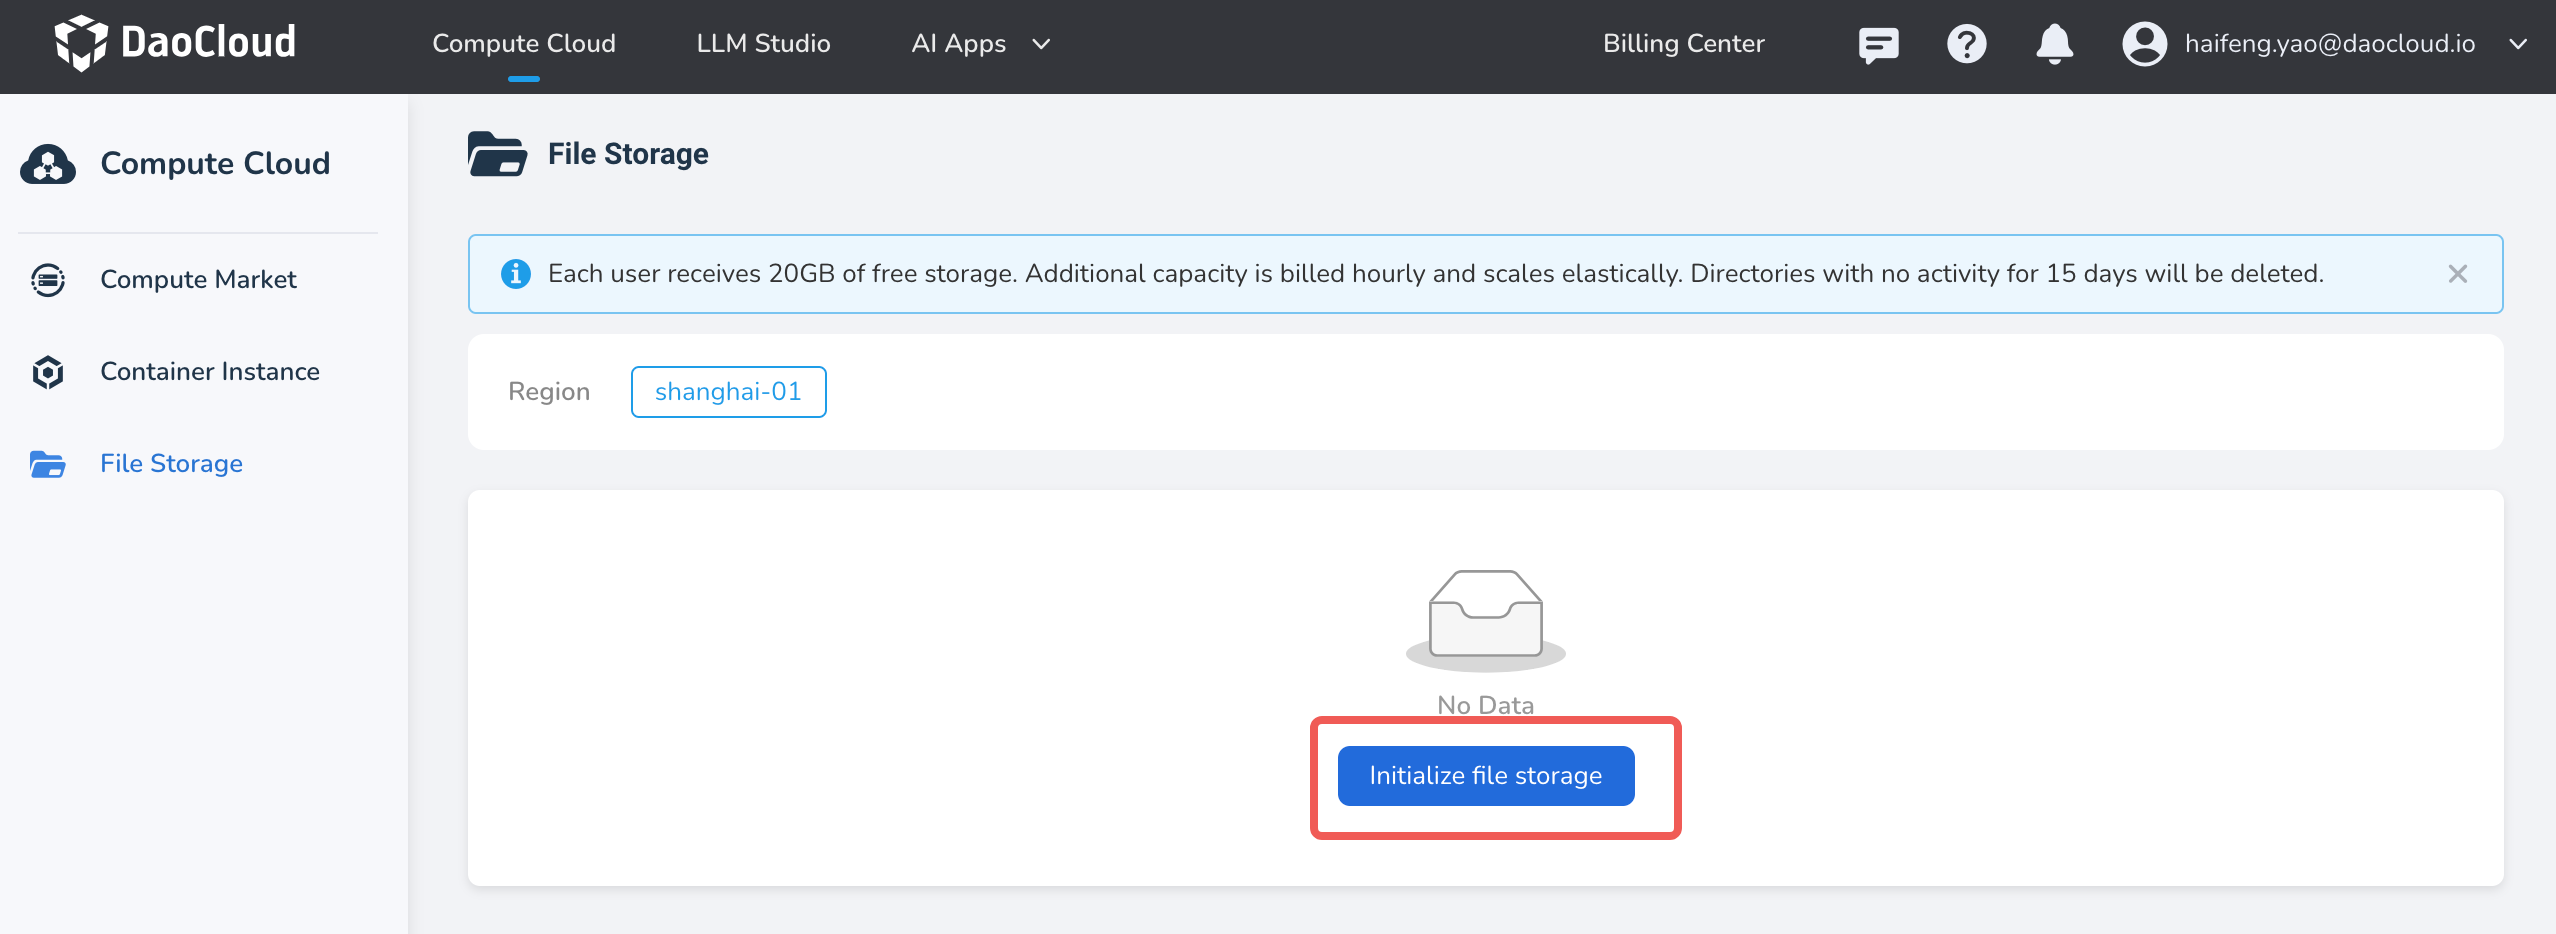 DaoCloud
Compute Cloud
LLM Studio
AI Apps
Billing Center
haifeng.yao@daocloud.io
Compute Cloud
Compute Market
Container Instance
File Storage
File Storage
Each user receives 20GB of free storage. Additional capacity is billed hourly and scales elastically. Directories with no activity for 15 days will be deleted.
Region
shanghai-01
No Data
Initialize file storage